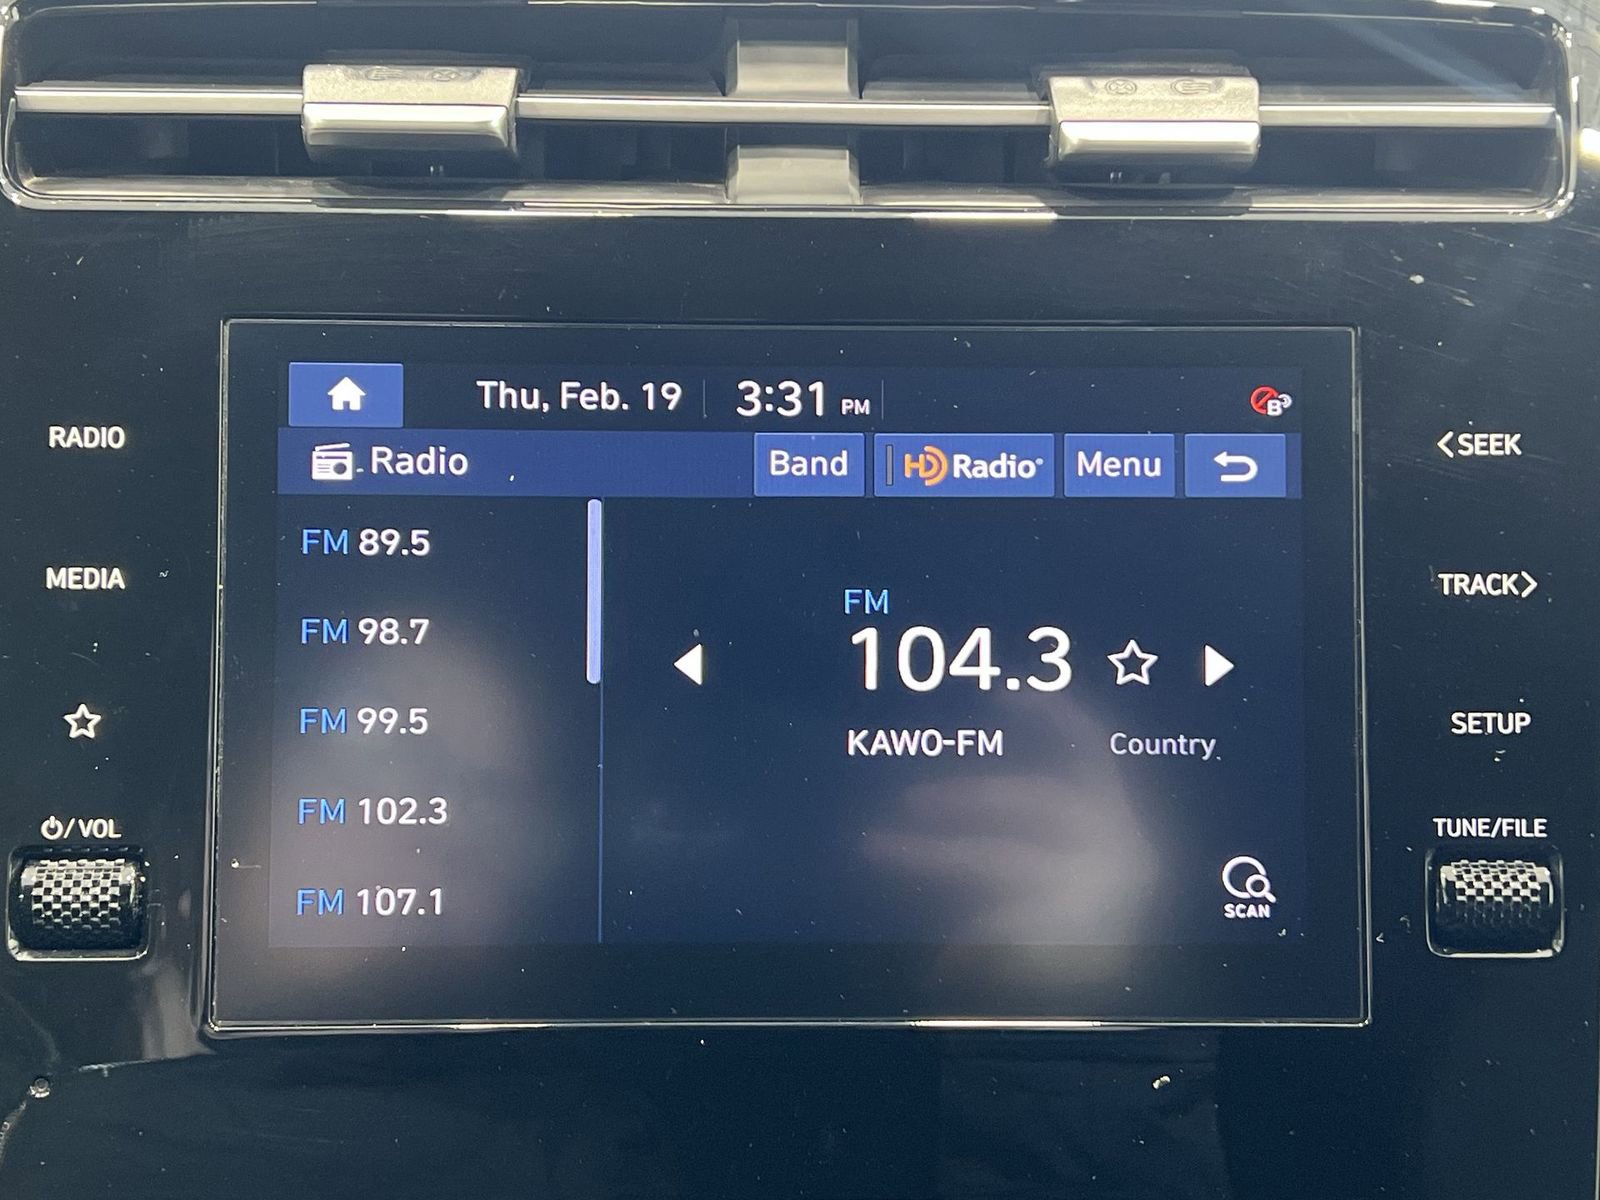 Thu, Feb. 19 3:31 PM
B
Radio Band HD Radio Menu
FM 89.5
FM 98.7
FM 99.5
FM 102.3
FM 107.1
FM
104.3
KAWO-FM Country
SCAN
RADIO
MEDIA
/ VOL
<SEEK
TRACK>
SETUP
TUNE/FILE